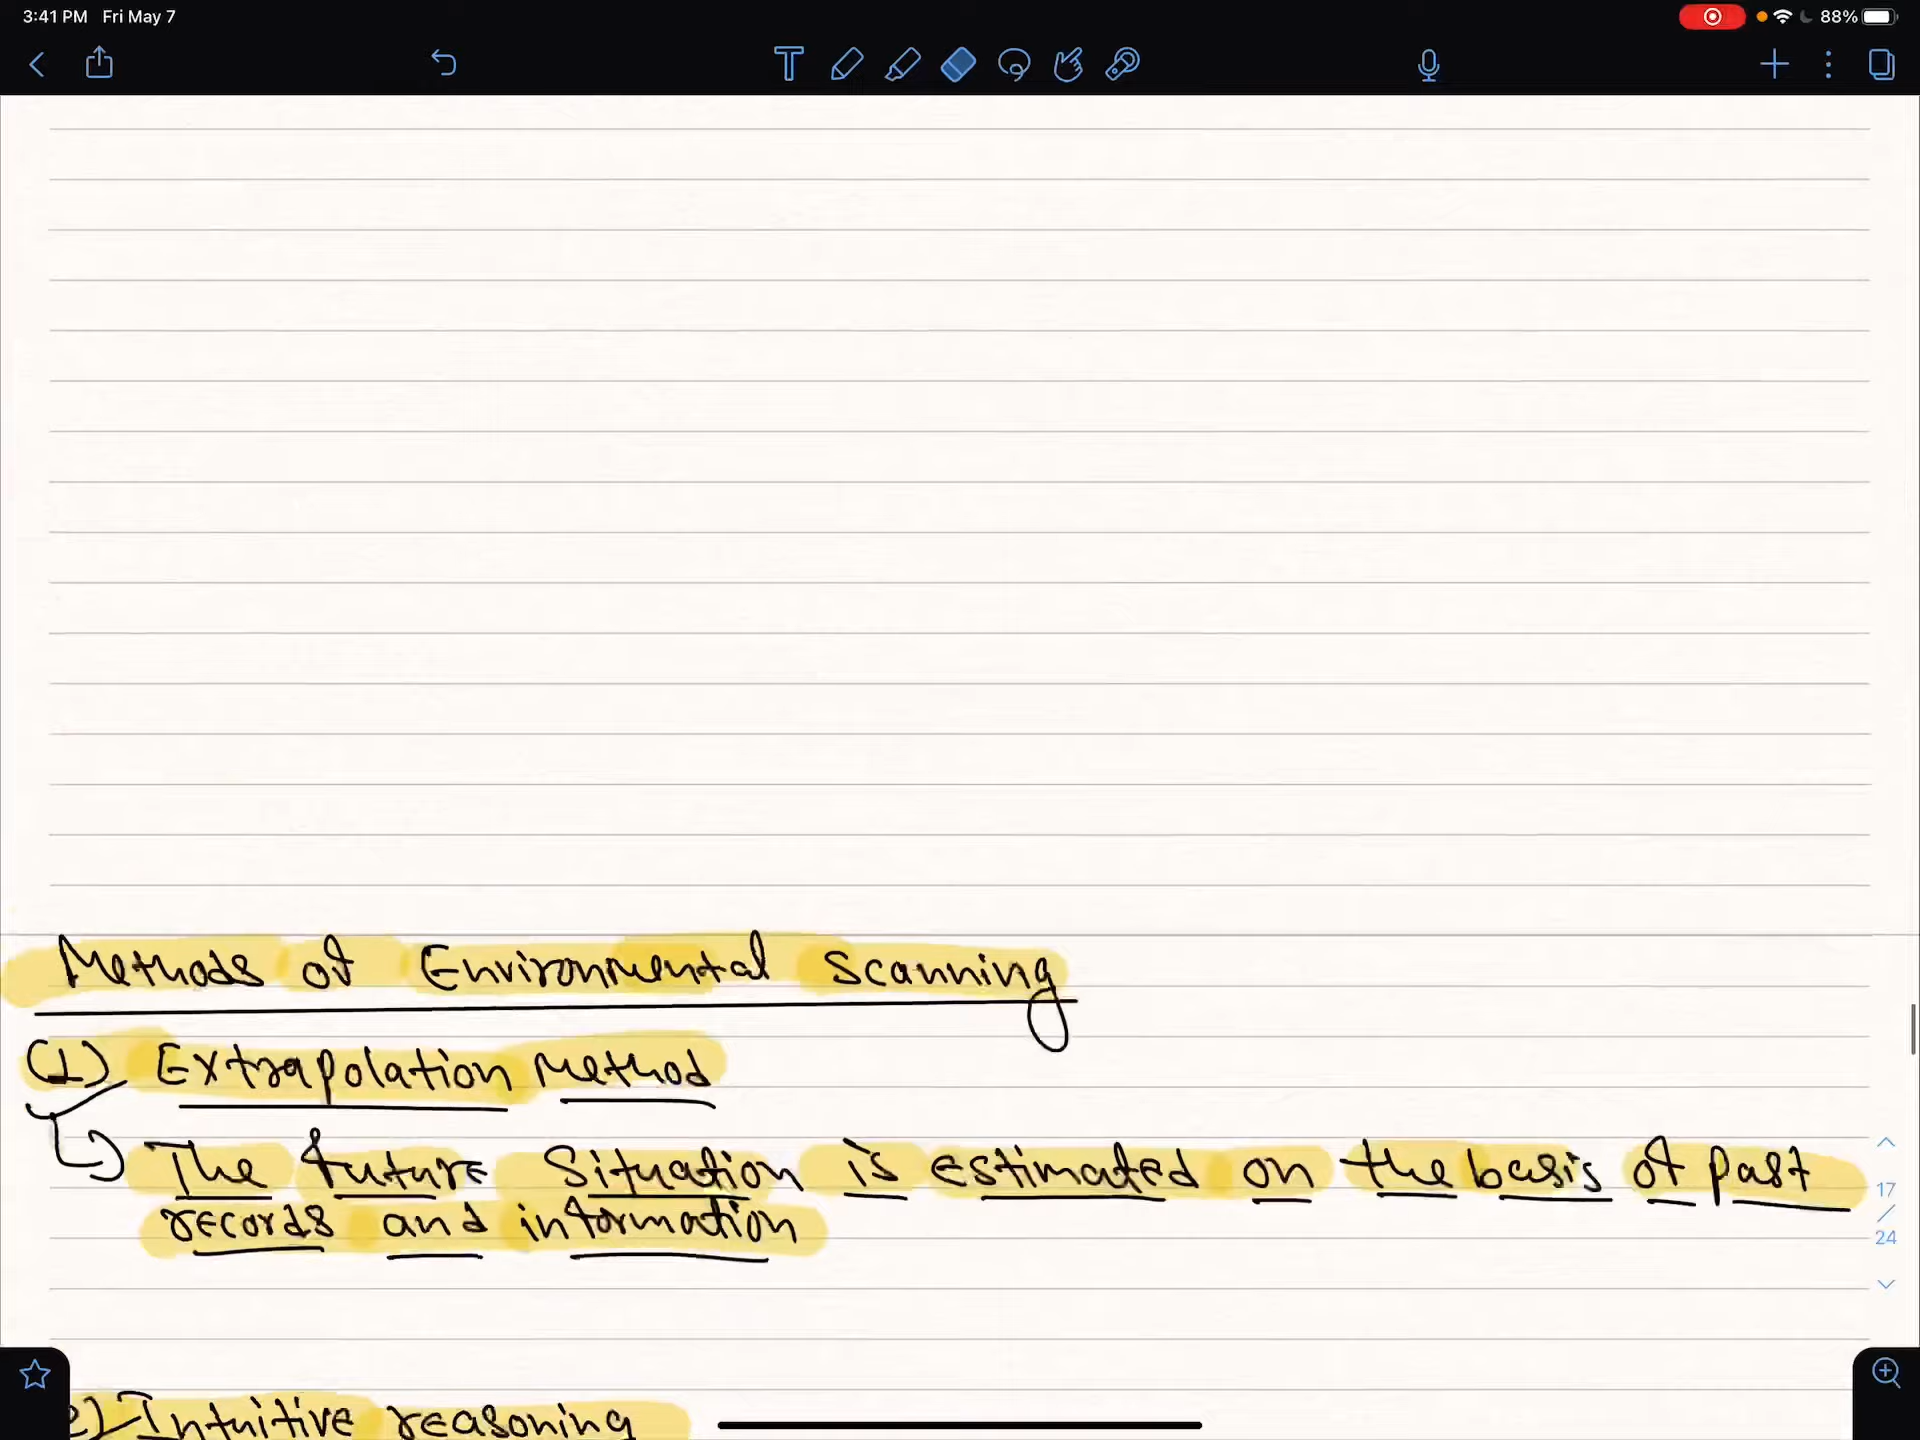 3:41 PM Fri May 7
88%
Methods of Environmental Scanning
(1) Extrapolation Method
The future Situation is estimated on the basis of past
records and information
17
/
24
2) Intuitive reasoning